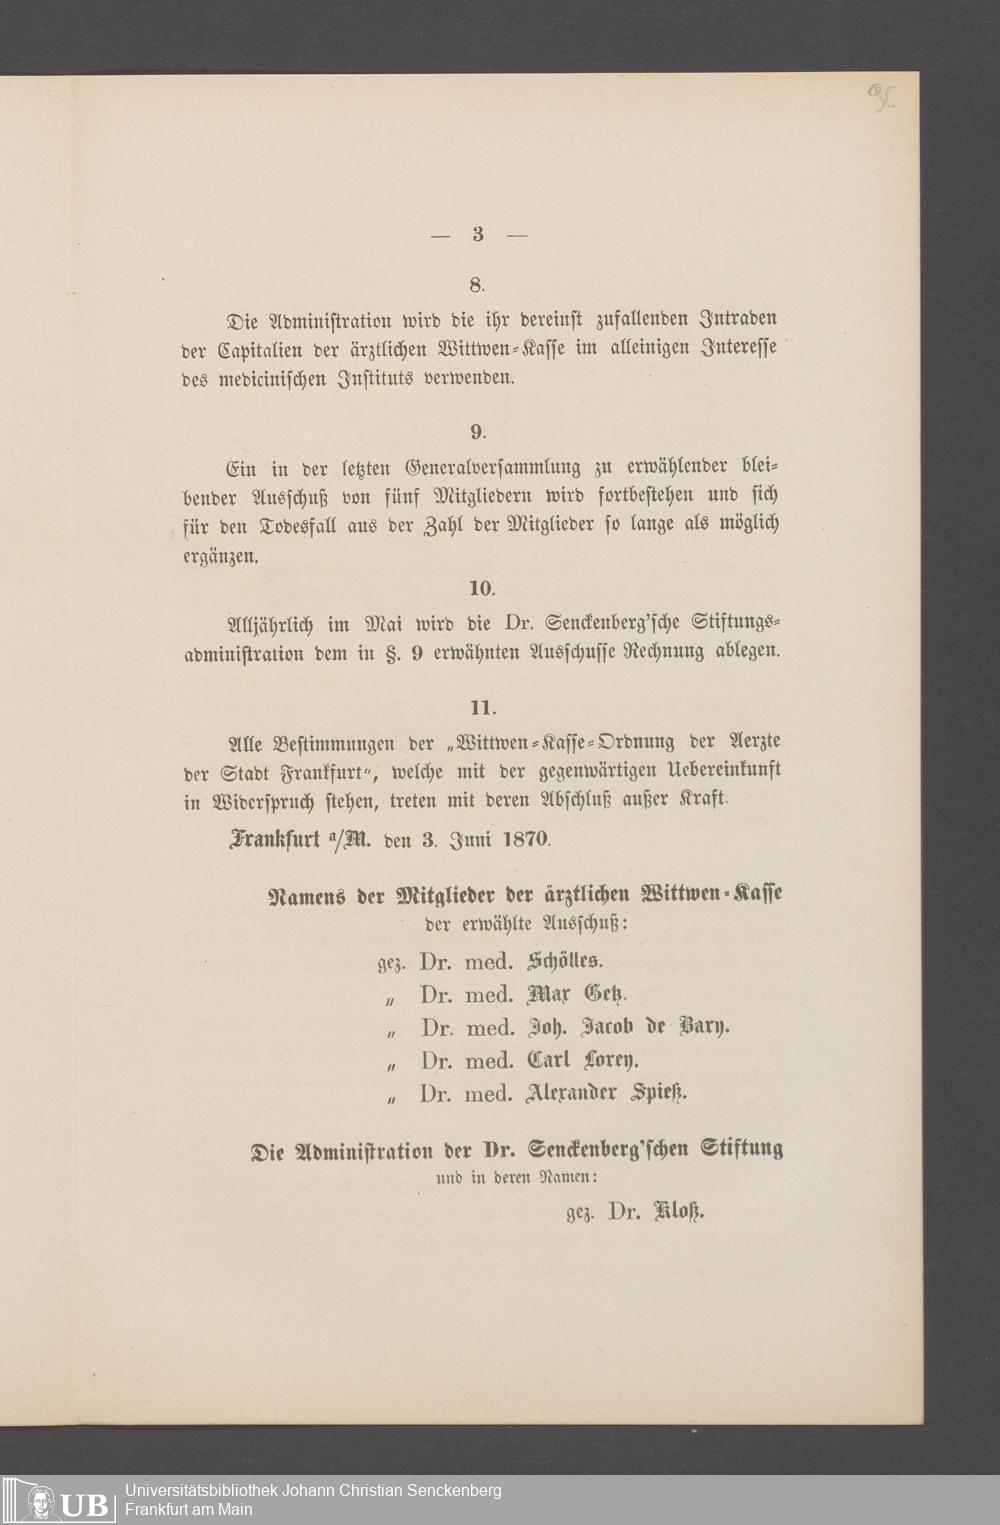 — 3 —
8.
Die Administration wird die ihr dereinst zufallenden Intraden
der Capitalien der ärztlichen Wittwen-Kasse im alleinigen Interesse
des medicinischen Instituts verwenden.
9.
Ein in der letzten Generalversammlung zu erwählender blei-
bender Ausschuß von fünf Mitgliedern wird fortbestehen und sich
für den Todesfall aus der Zahl der Mitglieder so lange als möglich
ergänzen.
10.
Alljährlich im Mai wird die Dr. Senckenberg'sche Stiftungs-
administration dem in §. 9 erwähnten Ausschusse Rechnung ablegen.
11.
Alle Bestimmungen der „Wittwen-Kasse-Ordnung der Aerzte
der Stadt Frankfurt", welche mit der gegenwärtigen Uebereinkunft
in Widerspruch stehen, treten mit deren Abschluß außer Kraft.
Frankfurt a/M. den 3. Juni 1870.
Namens der Mitglieder der ärztlichen Wittwen-Kasse
der erwählte Ausschuß:
gez. Dr. med. Schölles.
„ Dr. med. Max Getz.
„ Dr. med. Joh. Jacob de Bary.
„ Dr. med. Carl Lorey.
„ Dr. med. Alexander Spieß.
Die Administration der Dr. Senckenberg'schen Stiftung
und in deren Namen:
gez. Dr. Kloß.
UB
Universitätsbibliothek Johann Christian Senckenberg
Frankfurt am Main